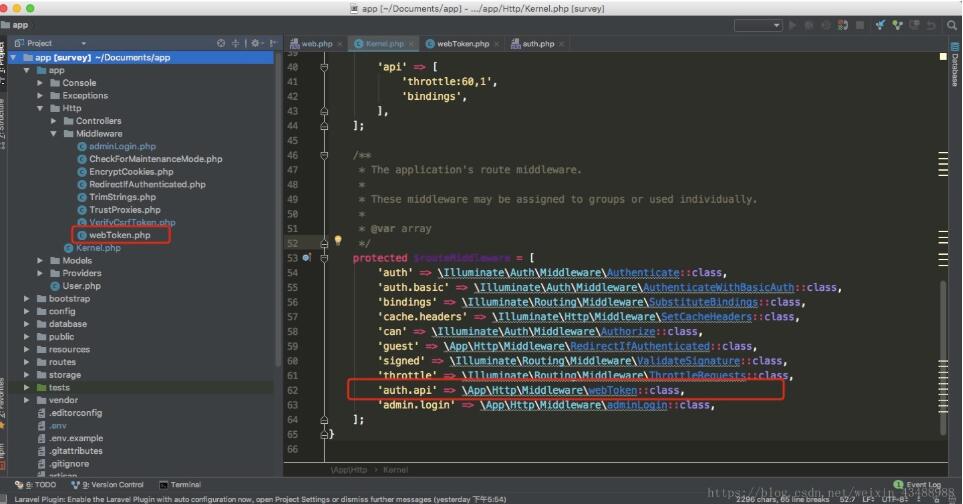 app [~/Documents/app] - .../app/Http/Kernel.php [survey]
app
Project
web.php
Kernel.php
webToken.php
auth.php
app [survey] ~/Documents/app
app
Console
Exceptions
Http
Controllers
Middleware
adminLogin.php
CheckForMaintenanceMode.php
EncryptCookies.php
RedirectIfAuthenticated.php
TrimStrings.php
TrustProxies.php
VerifyCsrfToken.php
webToken.php
Kernel.php
Models
Providers
User.php
bootstrap
config
database
public
resources
routes
storage
tests
vendor
.editorconfig
.env
.env.example
.gitattributes
.gitignore
artisan
1: Project
Z: Structure
2: Favorites
npm
Database
39
40 'api' => [
41 'throttle:60,1',
42 'bindings',
43 ],
44 ];
45
46 /**
47 * The application's route middleware.
48 *
49 * These middleware may be assigned to groups or used individually.
50 *
51 * @var array
52 */
53 protected $routeMiddleware = [
54 'auth' => \Illuminate\Auth\Middleware\Authenticate::class,
55 'auth.basic' => \Illuminate\Auth\Middleware\AuthenticateWithBasicAuth::class,
56 'bindings' => \Illuminate\Routing\Middleware\SubstituteBindings::class,
57 'cache.headers' => \Illuminate\Http\Middleware\SetCacheHeaders::class,
58 'can' => \Illuminate\Auth\Middleware\Authorize::class,
59 'guest' => \App\Http\Middleware\RedirectIfAuthenticated::class,
60 'signed' => \Illuminate\Routing\Middleware\ValidateSignature::class,
61 'throttle' => \Illuminate\Routing\Middleware\ThrottleRequests::class,
62 'auth.api' => \App\Http\Middleware\webToken::class,
63 'admin.login' => \App\Http\Middleware\adminLogin::class,
64 ];
65 }
66
\App\Http › Kernel
6: TODO
9: Version Control
Terminal
1 Event Log
Laravel Plugin: Enable the Laravel Plugin with auto configuration now, open Project Settings or dismiss further messages (yesterday 下午5:54)
2296 chars, 65 line breaks 52:7 LF÷ UTF-8÷
https://blog.csdn.net/weixin_43488988